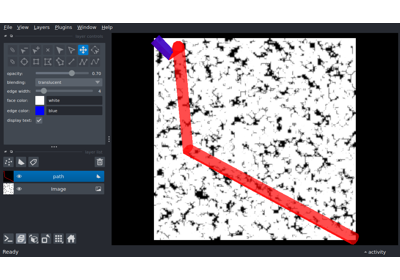 File View Layers Plugins Window Help
opacity: 0.70
blending: translucent
edge width:
face color: white
edge color: blue
display text:
path
Image
Ready
activity